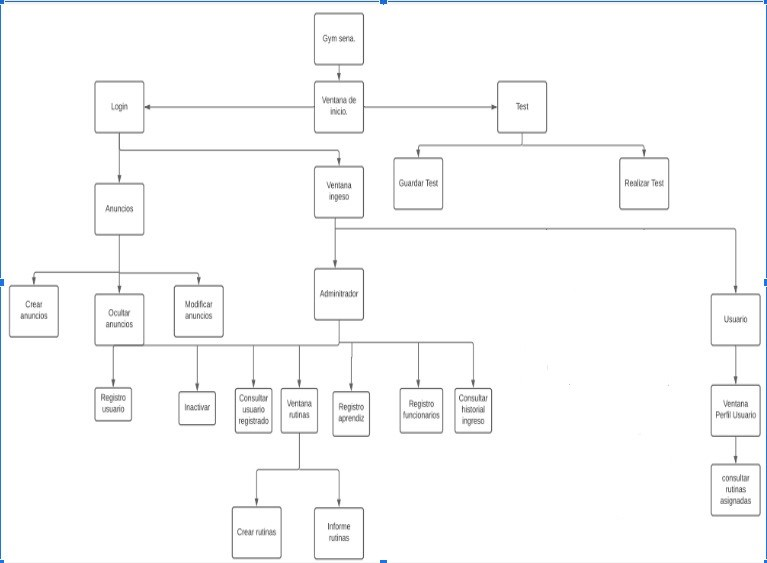 Gym sena.
Ventana de
inicio.
Login
Test
Guardar Test
Realizar Test
Ventana
ingeso
Anuncios
Crear
anuncios
Ocultar
anuncios
Modificar
anuncios
Adminitrador
Usuario
Registro
usuario
Inactivar
Consultar
usuario
registrado
Ventana
rutinas
Registro
aprendiz
Registro
funcionarios
Consultar
historial
ingreso
Ventana
Perfil Usuario
consultar
rutinas
asignadas
Crear rutinas
Informe
rutinas